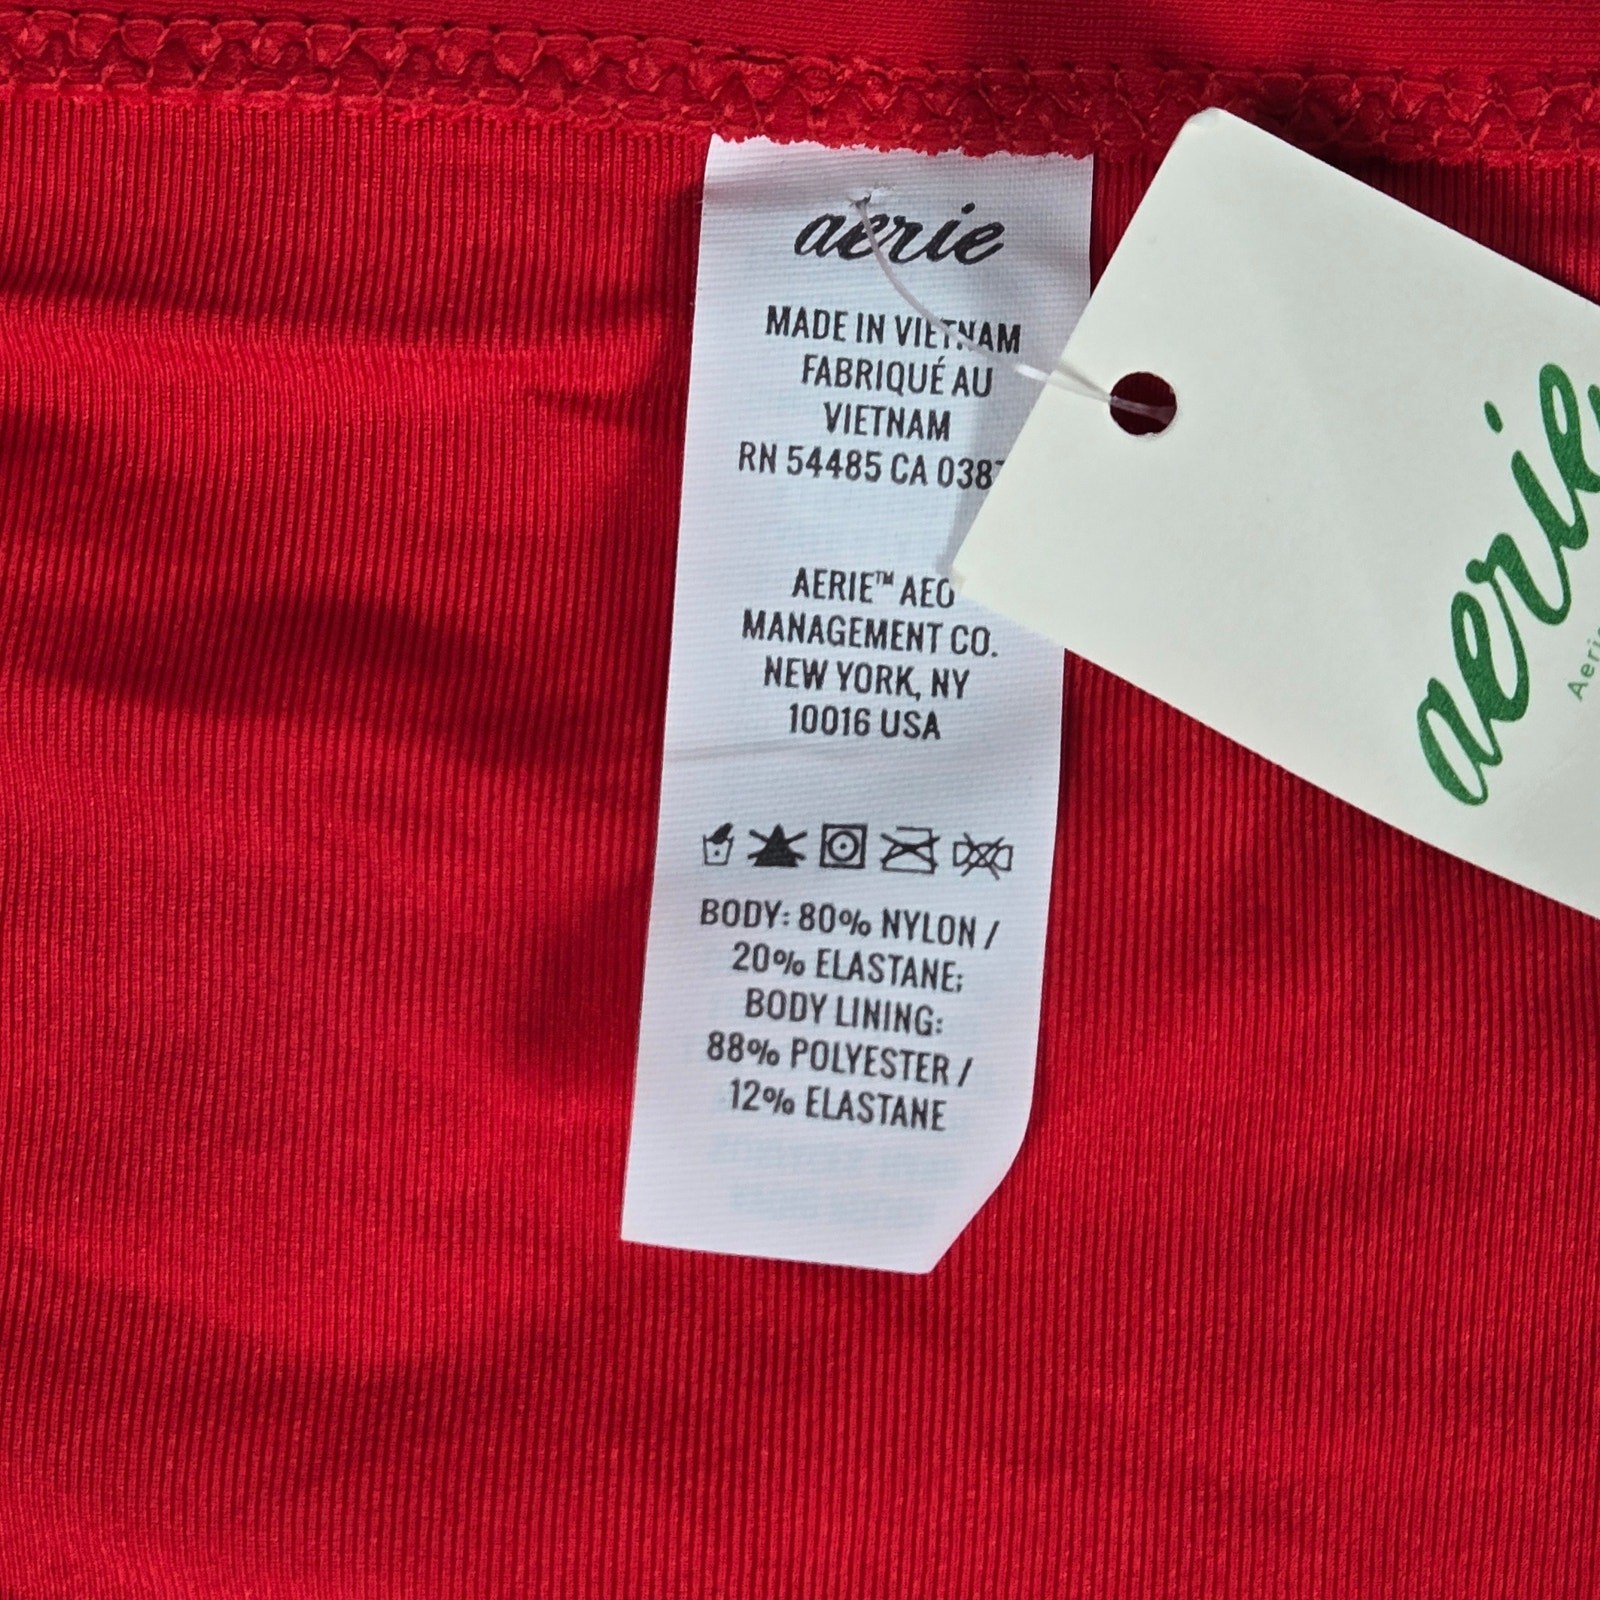 aerie
MADE IN VIETNAM
FABRIQUÉ AU
VIETNAM
RN 54485 CA 038
AERIE™ AEO
MANAGEMENT CO.
NEW YORK, NY
10016 USA
BODY: 80% NYLON /
20% ELASTANE;
BODY LINING:
88% POLYESTER /
12% ELASTANE
aerie
Aerie